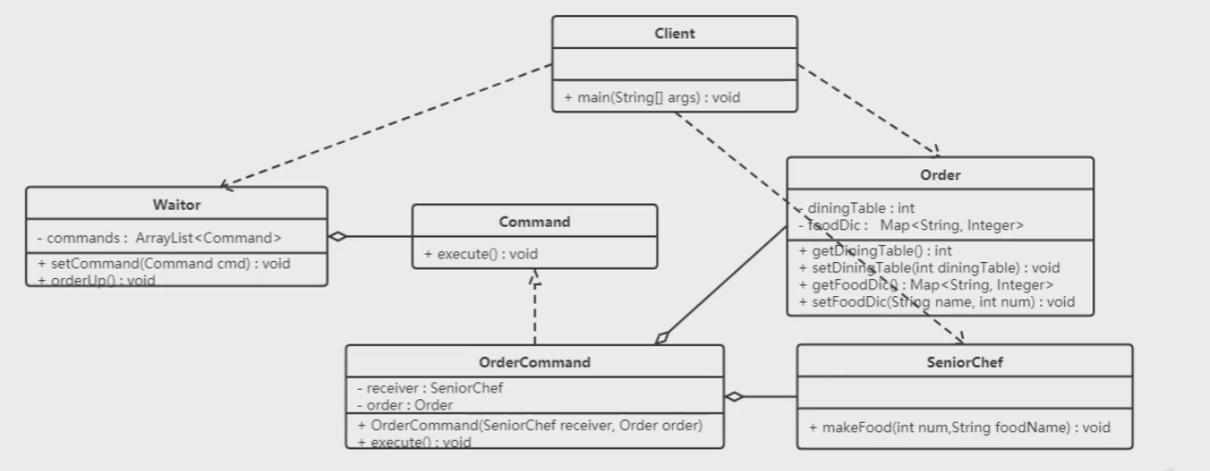 Client
+ main(String[] args) : void
Order
- diningTable : int
- foodDic : Map<String, Integer>
+ getDiningTable() : int
+ setDiningTable(int diningTable) : void
+ getFoodDic() : Map<String, Integer>
+ setFoodDic(String name, int num) : void
Waitor
- commands : ArrayList<Command>
+ setCommand(Command cmd) : void
+ orderUp() : void
Command
+ execute() : void
OrderCommand
- receiver : SeniorChef
- order : Order
+ OrderCommand(SeniorChef receiver, Order order)
+ execute() : void
SeniorChef
+ makeFood(int num,String foodName) : void